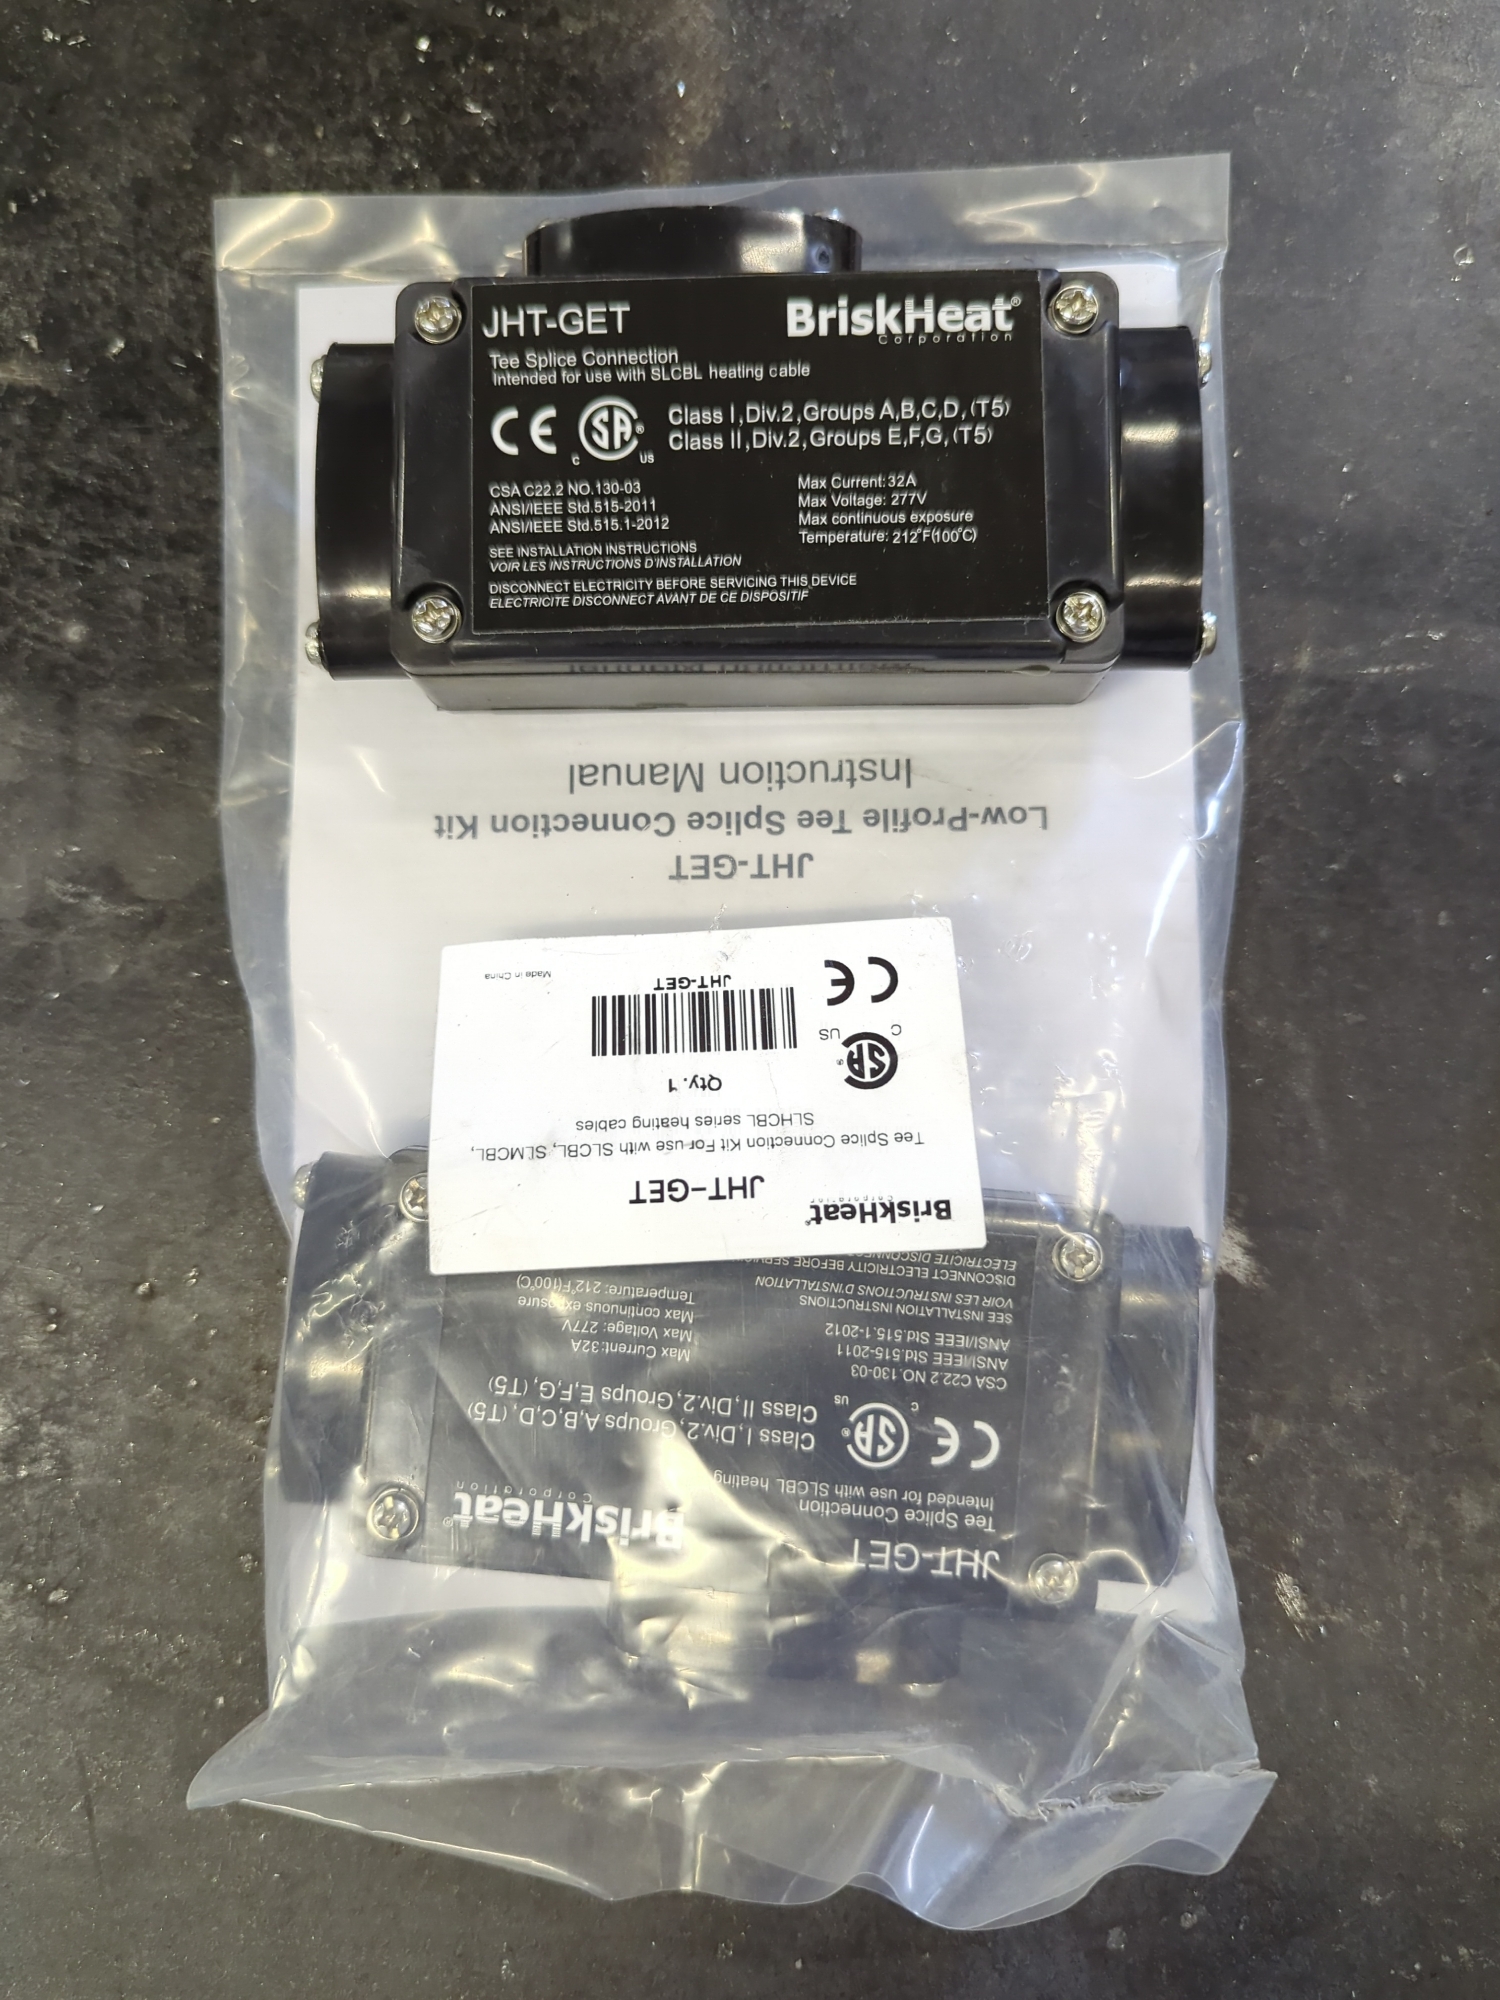 JHT-GET
BriskHeat®
Corporation
Tee Splice Connection
Intended for use with SLCBL heating cable
CE SA® C US
Class I, Div.2, Groups A,B,C,D, (T5)
Class II, Div.2, Groups E,F,G, (T5)
CSA C22.2 NO.130-03
ANSI/IEEE Std.515-2011
ANSI/IEEE Std.515.1-2012
Max Current:32A
Max Voltage: 277V
Max continuous exposure
Temperature: 212°F(100°C)
SEE INSTALLATION INSTRUCTIONS
VOIR LES INSTRUCTIONS D'INSTALLATION
DISCONNECT ELECTRICITY BEFORE SERVICING THIS DEVICE
ELECTRICITE DISCONNECT AVANT DE CE DISPOSITIF
JHT-GET
Low-Profile Tee Splice Connection Kit
Instruction Manual
BriskHeat®
Corporation
JHT-GET
Tee Splice Connection Kit For use with SLCBL, SLMCBL,
SLHCBL series heating cables
Qty. 1
SA® C US
CE
JHT-GET
Made in China
JHT-GET
BriskHeat®
Corporation
Tee Splice Connection
Intended for use with SLCBL heating
CE SA® C US
Class I, Div.2, Groups A,B,C,D, (T5)
Class II, Div.2, Groups E,F,G, (T5)
CSA C22.2 NO.130-03
ANSI/IEEE Std.515-2011
ANSI/IEEE Std.515.1-2012
Max Current:32A
Max Voltage: 277V
Max continuous exposure
Temperature: 212°F(100°C)
SEE INSTALLATION INSTRUCTIONS
VOIR LES INSTRUCTIONS D'INSTALLATION
DISCONNECT ELECTRICITY BEFORE
ELECTRICITE